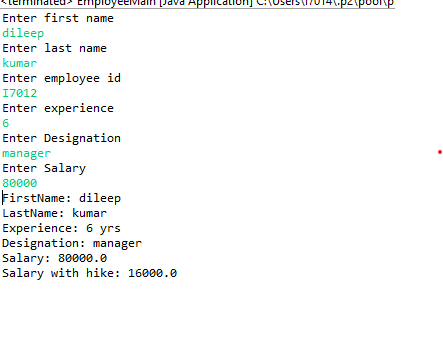 <terminated> EmployeeMain [Java Application] C:\Users\I7014\.p2\pool\p
Enter first name
dileep
Enter last name
kumar
Enter employee id
I7012
Enter experience
6
Enter Designation
manager
Enter Salary
80000
FirstName: dileep
LastName: kumar
Experience: 6 yrs
Designation: manager
Salary: 80000.0
Salary with hike: 16000.0